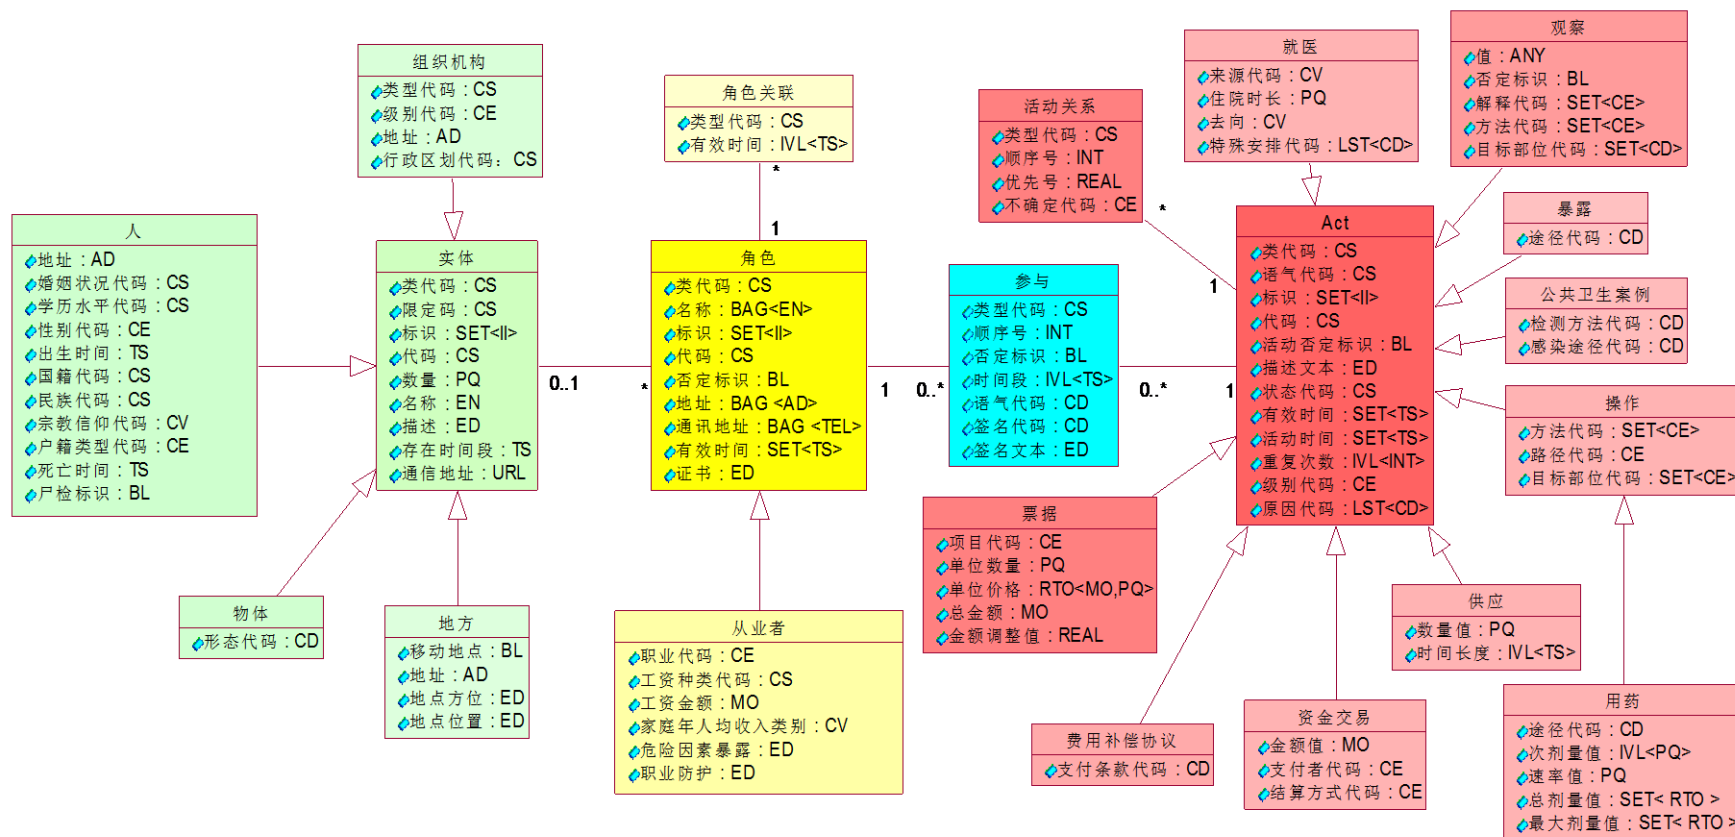 组织机构
类型代码 : CS
级别代码 : CE
地址 : AD
行政区划代码：CS
人
地址 : AD
婚姻状况代码 : CS
学历水平代码 : CS
性别代码 : CE
出生时间 : TS
国籍代码 : CS
民族代码 : CS
宗教信仰代码 : CV
户籍类型代码 : CE
死亡时间 : TS
尸检标识 : BL
实体
类代码 : CS
限定码 : CS
标识 : SET<II>
代码 : CS
数量 : PQ
名称 : EN
描述 : ED
存在时间段 : TS
通信地址 : URL
物体
形态代码 : CD
地方
移动地点 : BL
地址 : AD
地点方位 : ED
地点位置 : ED
0..1
*
角色关联
类型代码 : CS
有效时间 : IVL<TS>
*
1
角色
类代码 : CS
名称 : BAG<EN>
标识 : SET<II>
代码 : CS
否定标识 : BL
地址 : BAG <AD>
通讯地址 : BAG <TEL>
有效时间 : SET<TS>
证书 : ED
从业者
职业代码 : CE
工资种类代码 : CS
工资金额 : MO
家庭年人均收入类别 : CV
危险因素暴露 : ED
职业防护 : ED
1
0..*
参与
类型代码 : CS
顺序号 : INT
否定标识 : BL
时间段 : IVL<TS>
语气代码 : CD
签名代码 : CD
签名文本 : ED
0..*
1
活动关系
类型代码 : CS
顺序号 : INT
优先号 : REAL
不确定代码 : CE
*
1
就医
来源代码 : CV
住院时长 : PQ
去向 : CV
特殊安排代码 : LST<CD>
Act
类代码 : CS
语气代码 : CS
标识 : SET<II>
代码 : CS
活动否定标识 : BL
描述文本 : ED
状态代码 : CS
有效时间 : SET<TS>
活动时间 : SET<TS>
重复次数 : IVL<INT>
级别代码 : CE
原因代码 : LST<CD>
观察
值 : ANY
否定标识 : BL
解释代码 : SET<CE>
方法代码 : SET<CE>
目标部位代码 : SET<CD>
暴露
途径代码 : CD
公共卫生案例
检测方法代码 : CD
感染途径代码 : CD
操作
方法代码 : SET<CE>
路径代码 : CE
目标部位代码 : SET<CE>
票据
项目代码 : CE
单位数量 : PQ
单位价格 : RTO<MO,PQ>
总金额 : MO
金额调整值 : REAL
费用补偿协议
支付条款代码 : CD
资金交易
金额值 : MO
支付者代码 : CE
结算方式代码 : CE
供应
数量值 : PQ
时间长度 : IVL<TS>
用药
途径代码 : CD
次剂量值 : IVL<PQ>
速率值 : PQ
总剂量值 : SET< RTO >
最大剂量值 : SET< RTO >